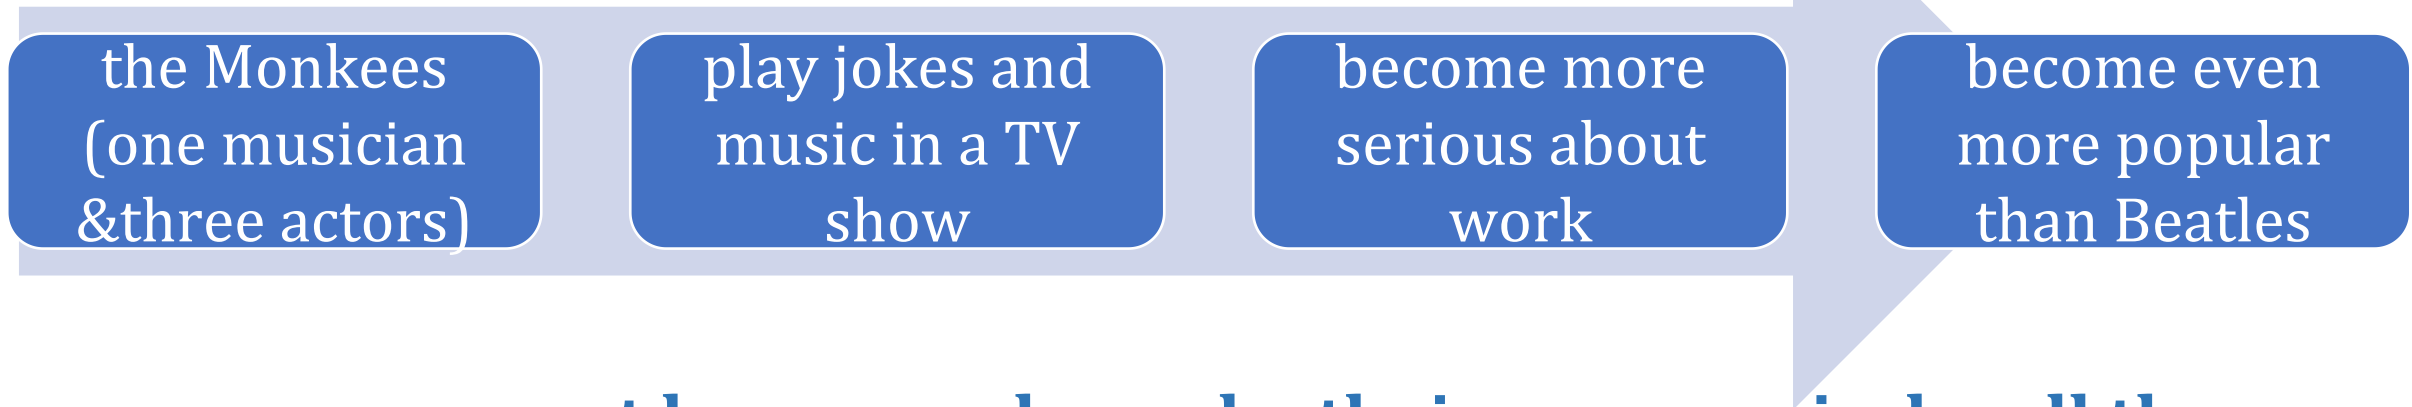 the Monkees
(one musician
&three actors)
play jokes and
music in a TV
show
become more
serious about
work
become even
more popular
than Beatles